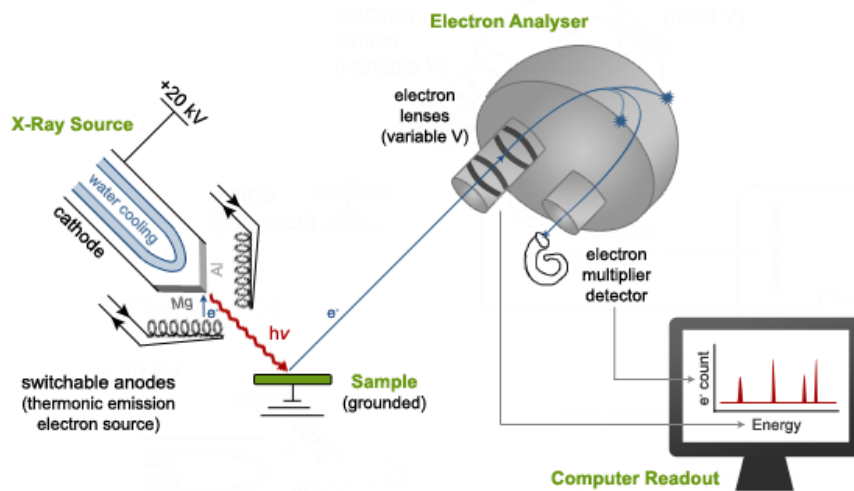 Electron Analyser
electron
lenses
(variable V)
+20 kV
X-Ray Source
water cooling
cathode
Al
Mg
e-
hν
e-
electron
multiplier
detector
switchable anodes
(thermonic emission
electron source)
Sample
(grounded)
e- count
Energy
Computer Readout